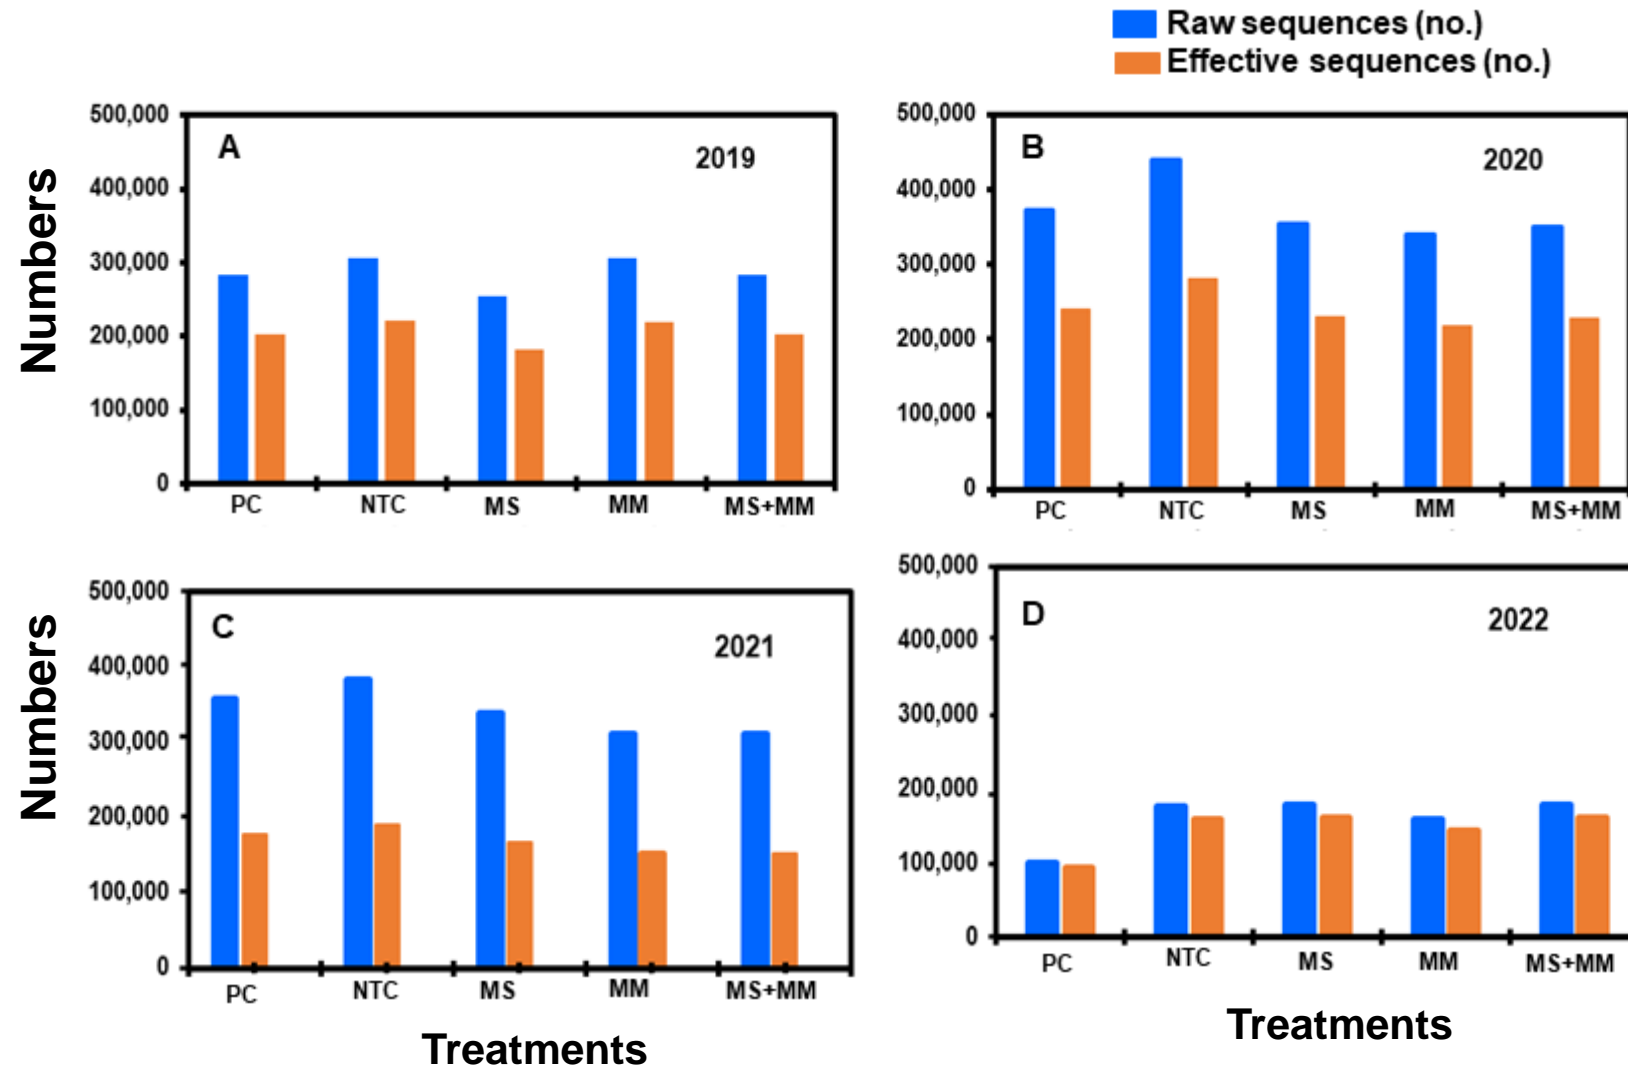 Raw sequences (no.)
Effective sequences (no.)
Numbers
500,000
400,000
300,000
200,000
100,000
0
A
2019
PC
NTC
MS
MM
MS+MM
500,000
400,000
300,000
200,000
100,000
0
B
2020
PC
NTC
MS
MM
MS+MM
Numbers
500,000
400,000
300,000
200,000
100,000
0
C
2021
PC
NTC
MS
MM
MS+MM
Treatments
500,000
400,000
300,000
200,000
100,000
0
D
2022
PC
NTC
MS
MM
MS+MM
Treatments